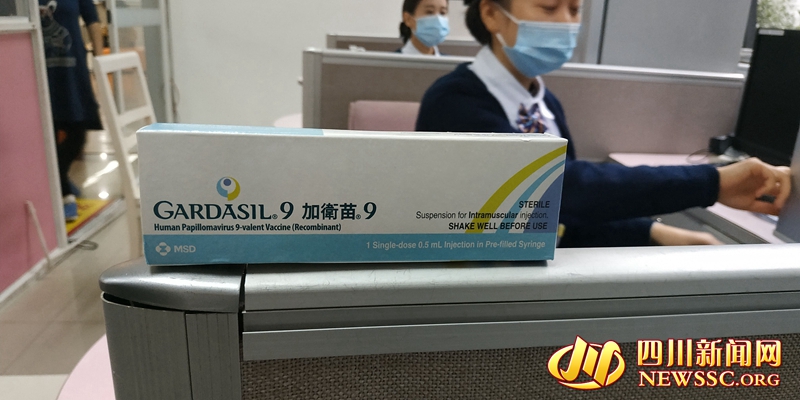 GARDASIL®9 加衛苗®9
Human Papillomavirus 9-valent Vaccine (Recombinant)
MSD
STERILE
Suspension for Intramuscular injection.
SHAKE WELL BEFORE USE
1 Single-dose 0.5 mL Injection in Pre-filled Syringe
四川新闻网
NEWSSC.ORG